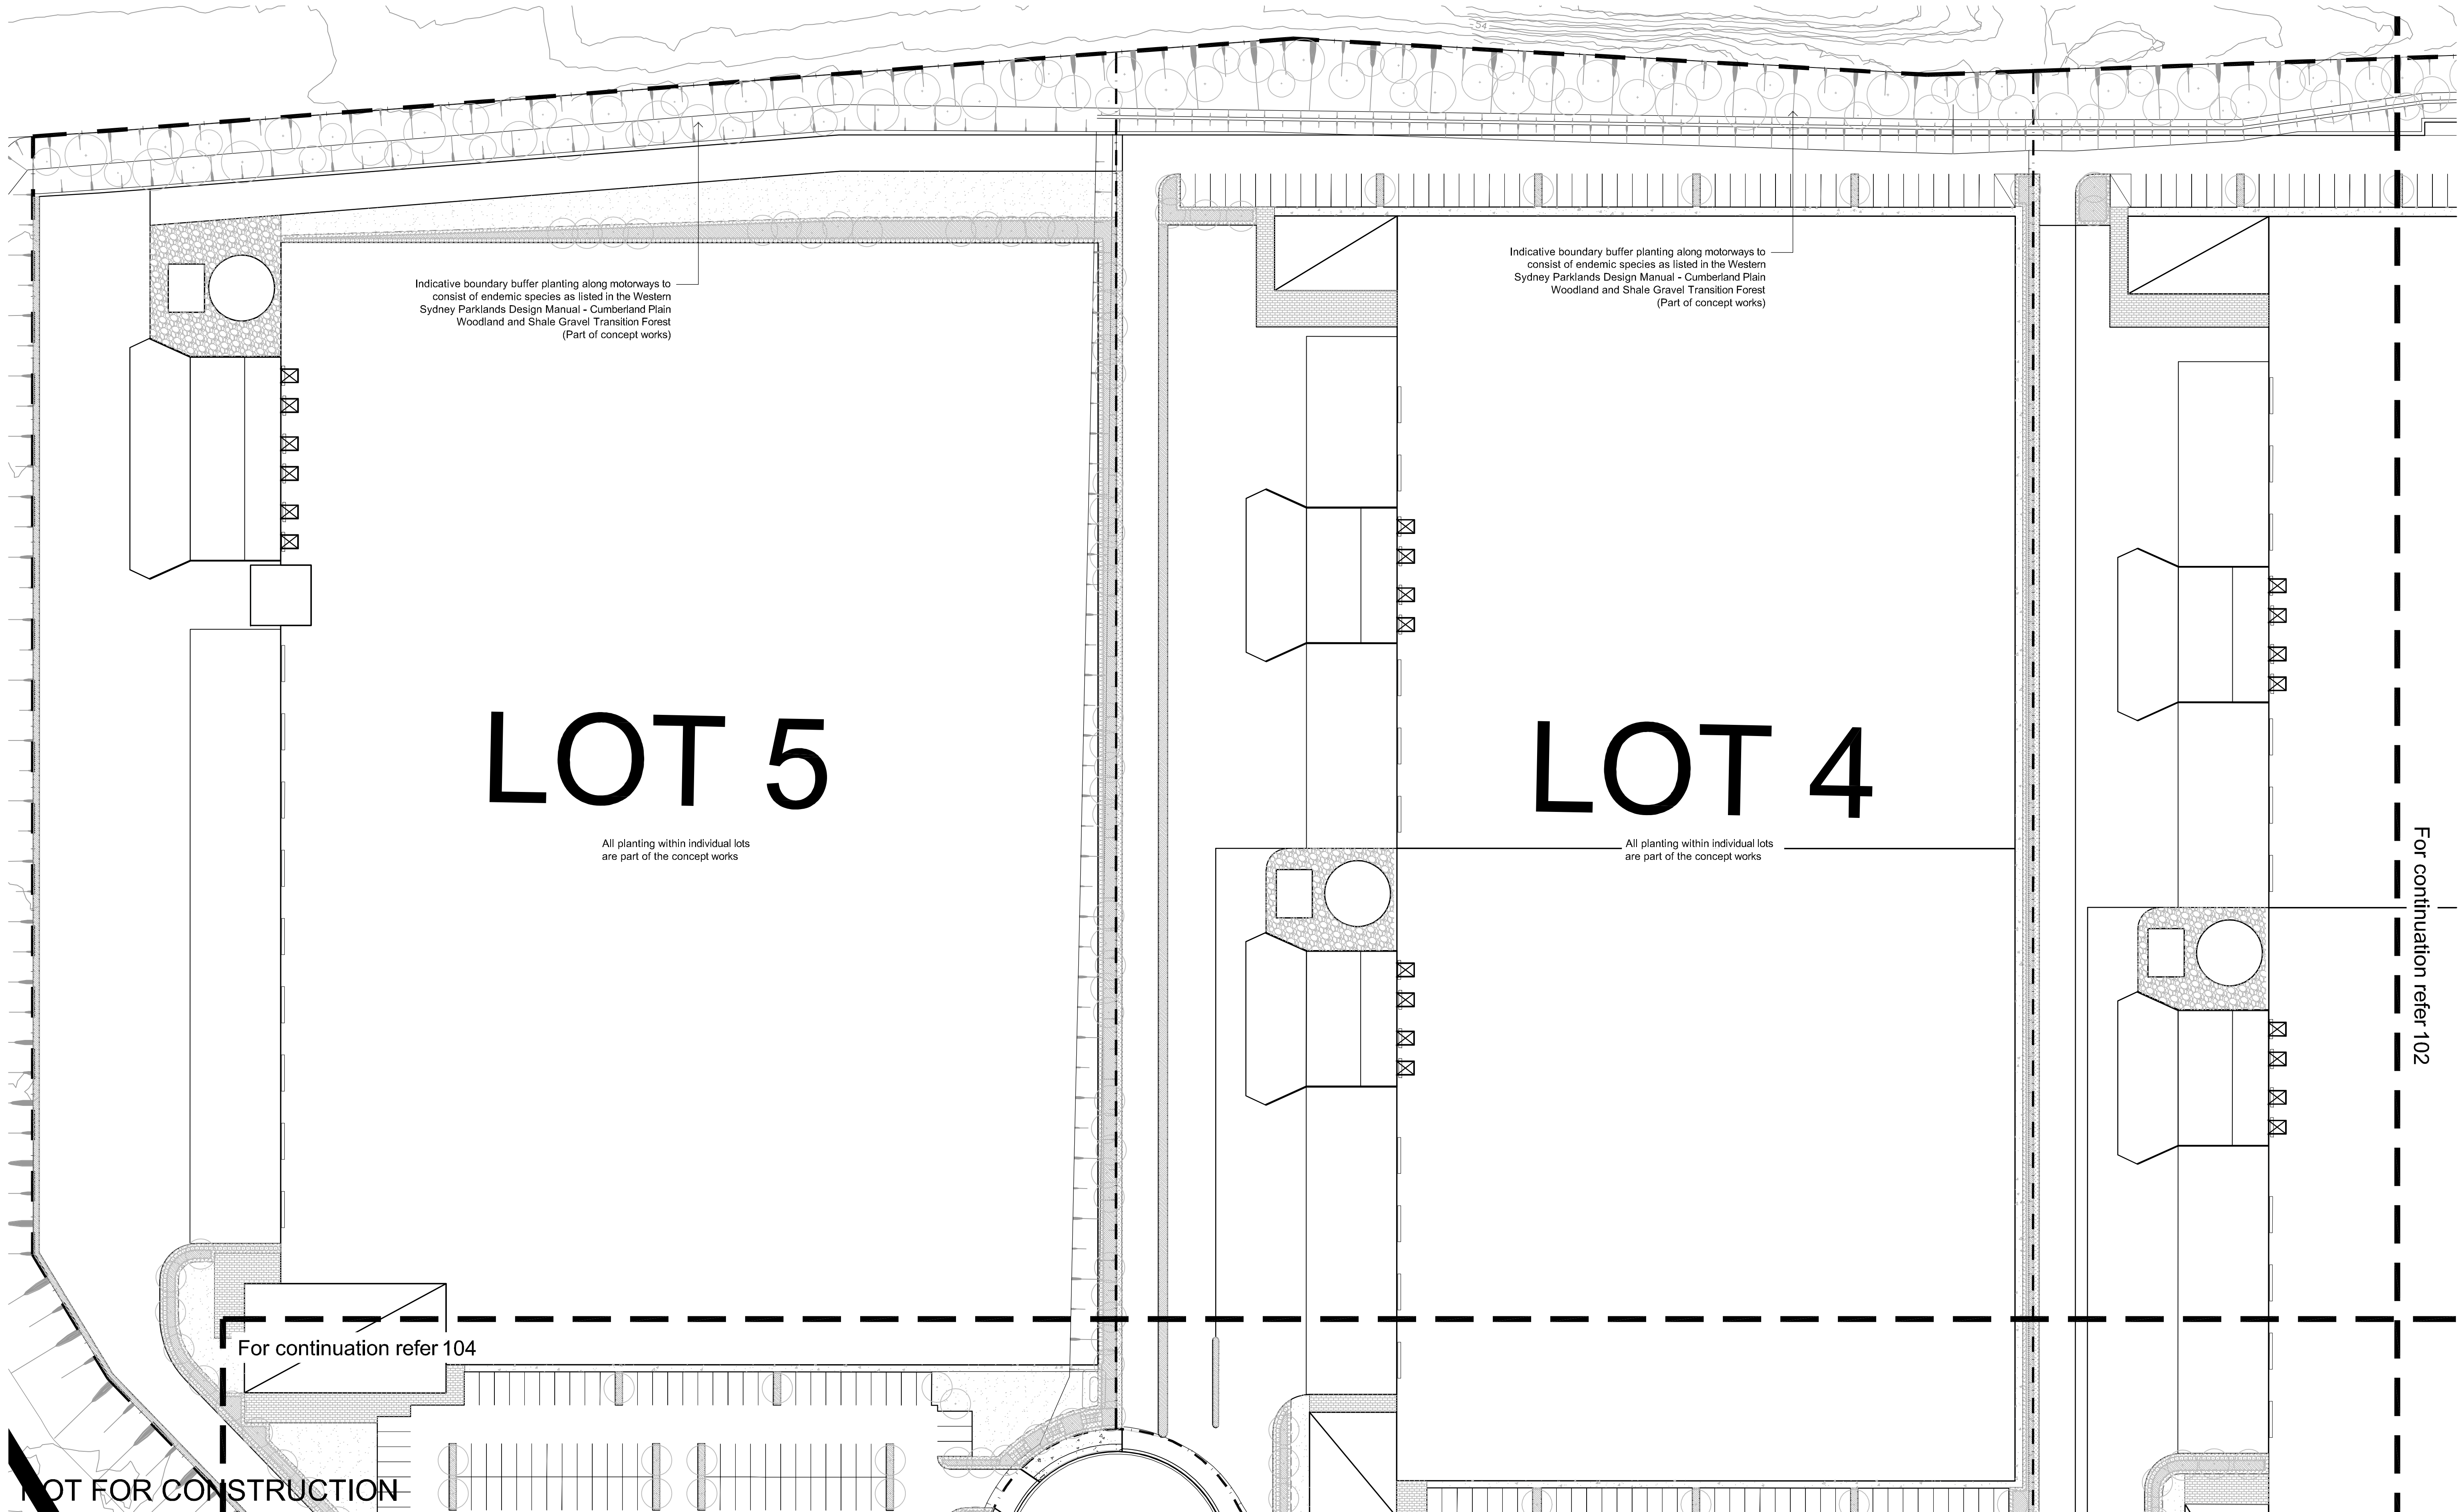 54
Indicative boundary buffer planting along motorways to
consist of endemic species as listed in the Western
Sydney Parklands Design Manual - Cumberland Plain
Woodland and Shale Gravel Transition Forest
(Part of concept works)
Indicative boundary buffer planting along motorways to
consist of endemic species as listed in the Western
Sydney Parklands Design Manual - Cumberland Plain
Woodland and Shale Gravel Transition Forest
(Part of concept works)
LOT 5
All planting within individual lots
are part of the concept works
LOT 4
All planting within individual lots
are part of the concept works
For continuation refer 102
For continuation refer 104
NOT FOR CONSTRUCTION